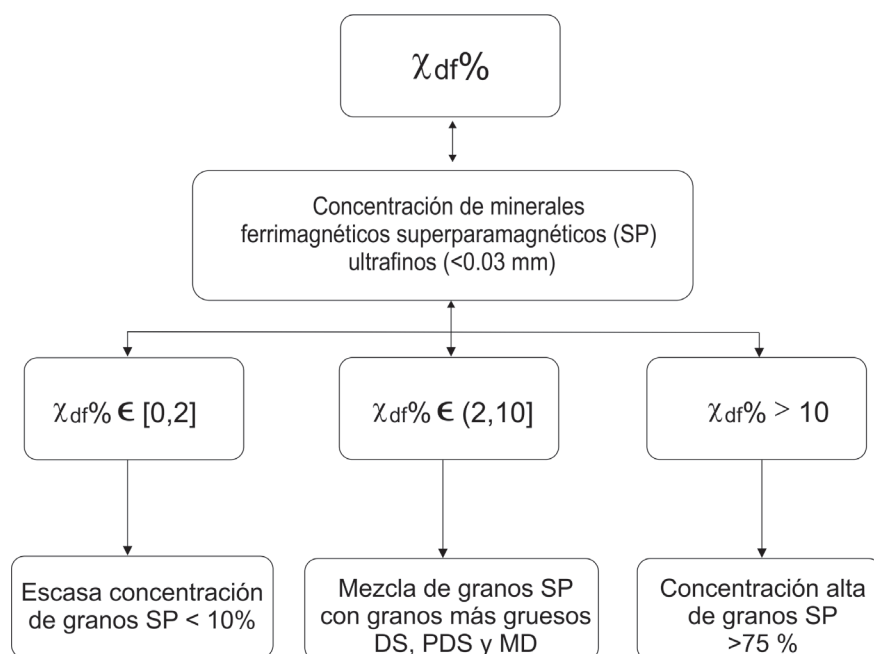 χdf%
Concentración de minerales
ferrimagnéticos superparamagnéticos (SP)
ultrafinos (<0.03 mm)
χdf% ϵ [0,2]
χdf% ϵ (2,10]
χdf% > 10
Escasa concentración
de granos SP < 10%
Mezcla de granos SP
con granos más gruesos
DS, PDS y MD
Concentración alta
de granos SP
>75 %